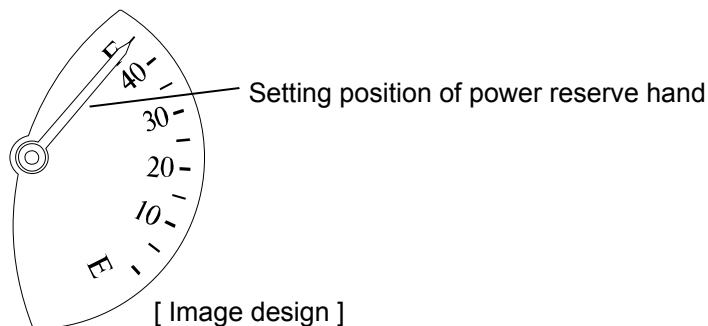 F
40
Setting position of power reserve hand
30
20
10
E
[ Image design ]